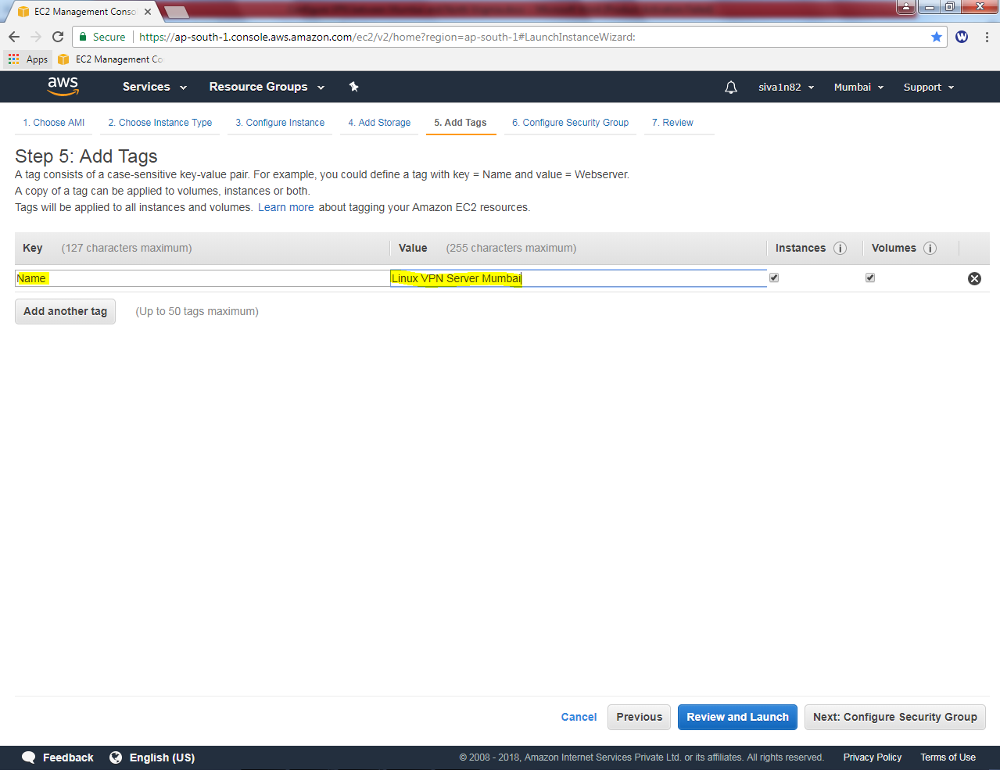 EC2 Management Conso
Secure https://ap-south-1.console.aws.amazon.com/ec2/v2/home?region=ap-south-1#LaunchInstanceWizard:
W
Apps EC2 Management Co
aws Services Resource Groups siva1n82 Mumbai Support
1. Choose AMI 2. Choose Instance Type 3. Configure Instance 4. Add Storage 5. Add Tags 6. Configure Security Group 7. Review
Step 5: Add Tags
A tag consists of a case-sensitive key-value pair. For example, you could define a tag with key = Name and value = Webserver.
A copy of a tag can be applied to volumes, instances or both.
Tags will be applied to all instances and volumes. Learn more about tagging your Amazon EC2 resources.
Key (127 characters maximum) Value (255 characters maximum) Instances i Volumes i
Name Linux VPN Server Mumbai
Add another tag (Up to 50 tags maximum)
Cancel Previous Review and Launch Next: Configure Security Group
Feedback English (US) © 2008 - 2018, Amazon Internet Services Private Ltd. or its affiliates. All rights reserved. Privacy Policy Terms of Use